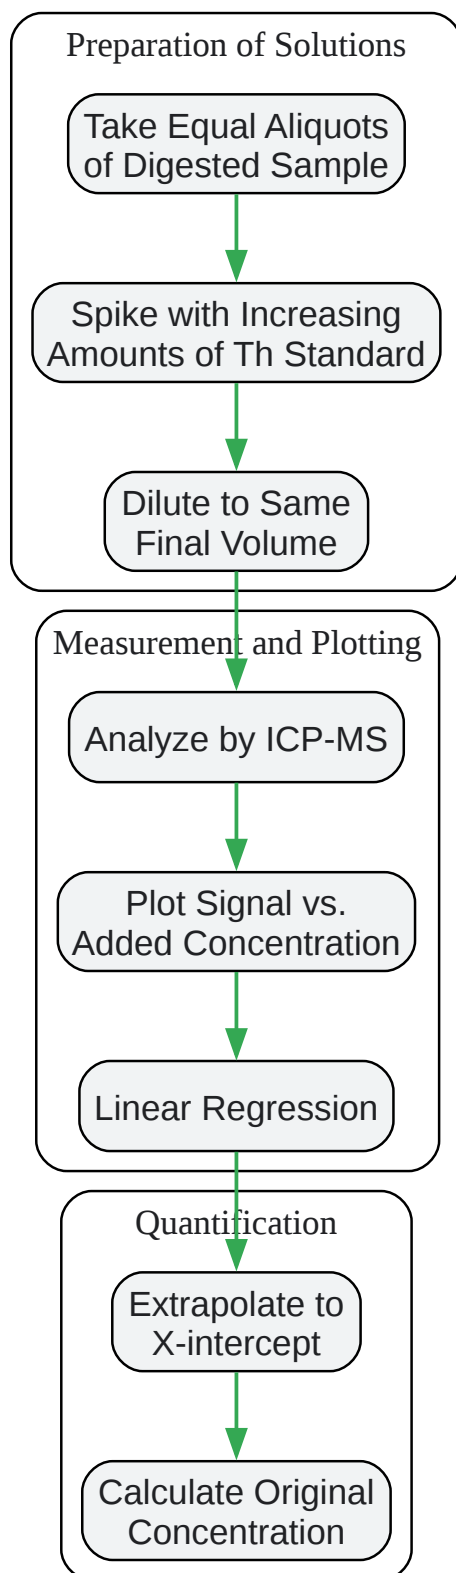 Preparation of Solutions
Take Equal Aliquots
of Digested Sample
Spike with Increasing
Amounts of Th Standard
Dilute to Same
Final Volume
Measurement and Plotting
Analyze by ICP-MS
Plot Signal vs.
Added Concentration
Linear Regression
Quantification
Extrapolate to
X-intercept
Calculate Original
Concentration